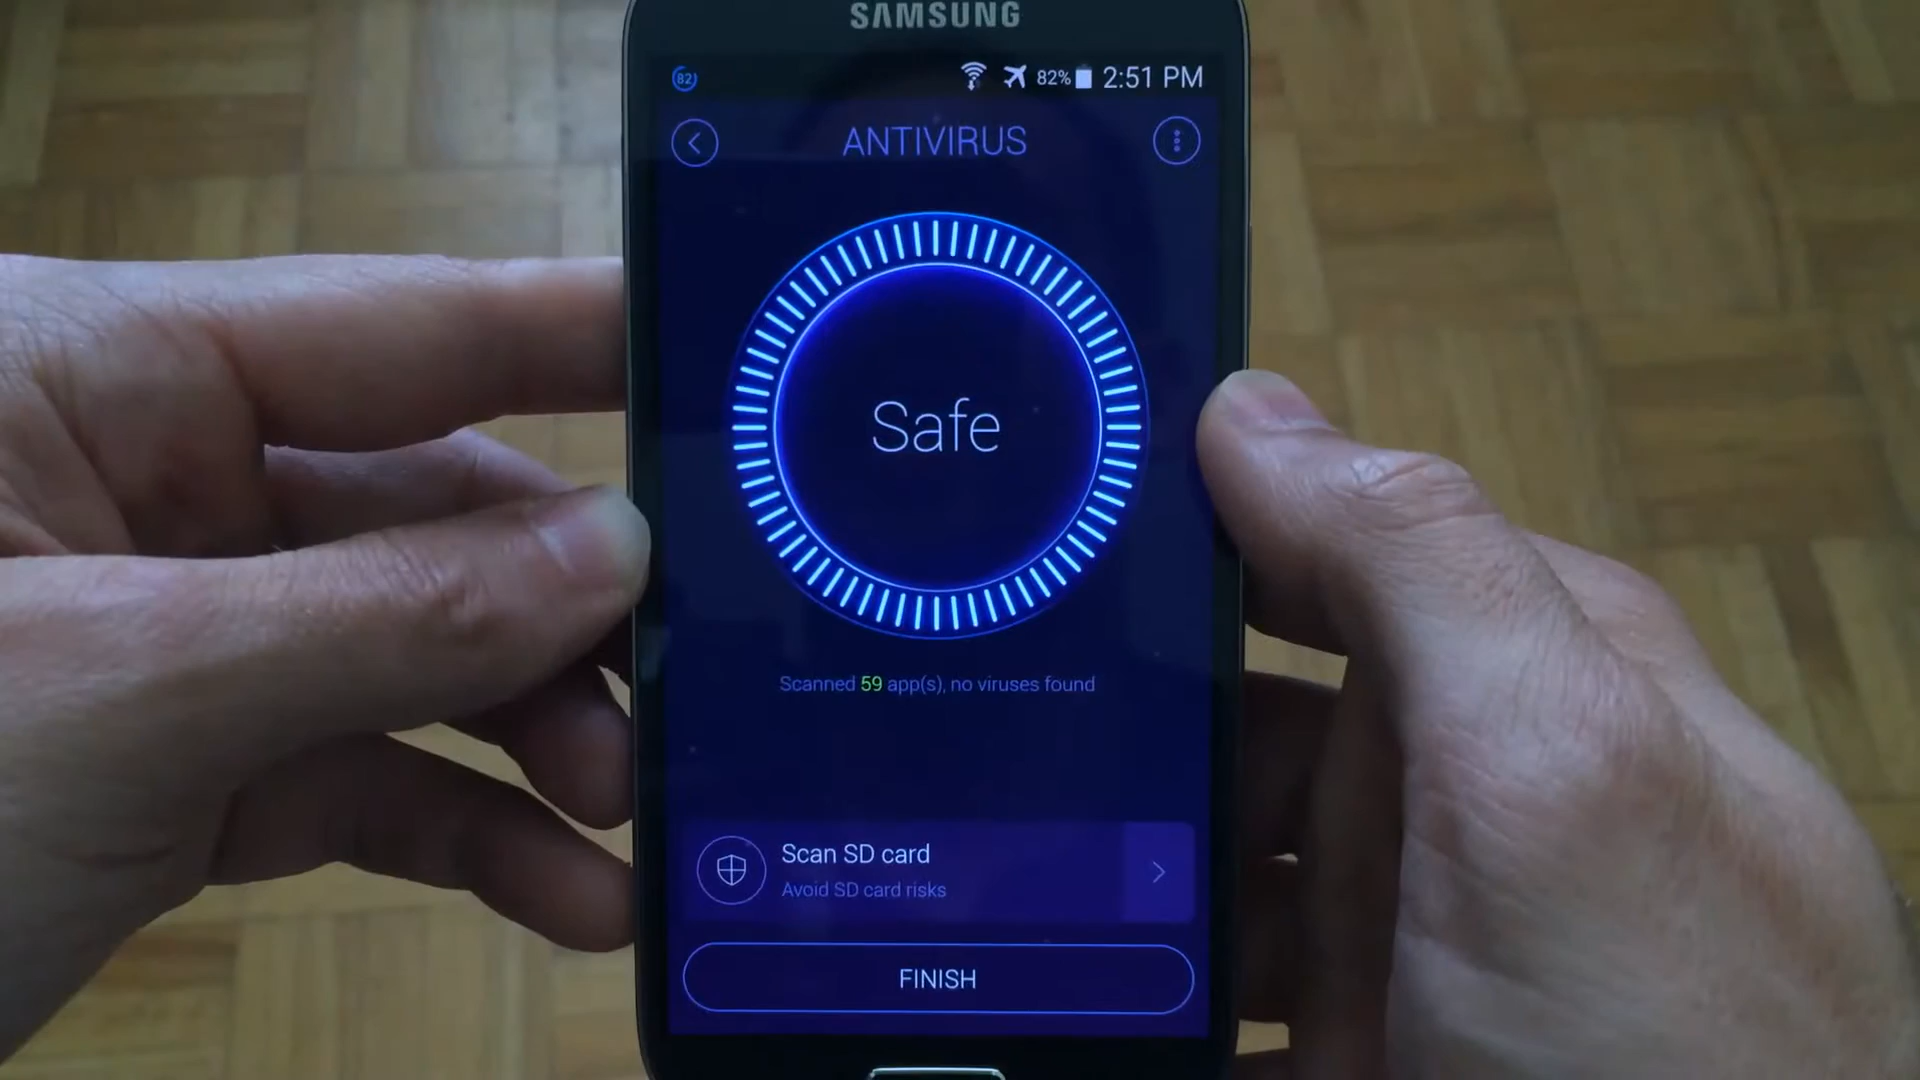 SAMSUNG
82 82% 2:51 PM
ANTIVIRUS
Safe
Scanned 59 app(s), no viruses found
Scan SD card
Avoid SD card risks
FINISH